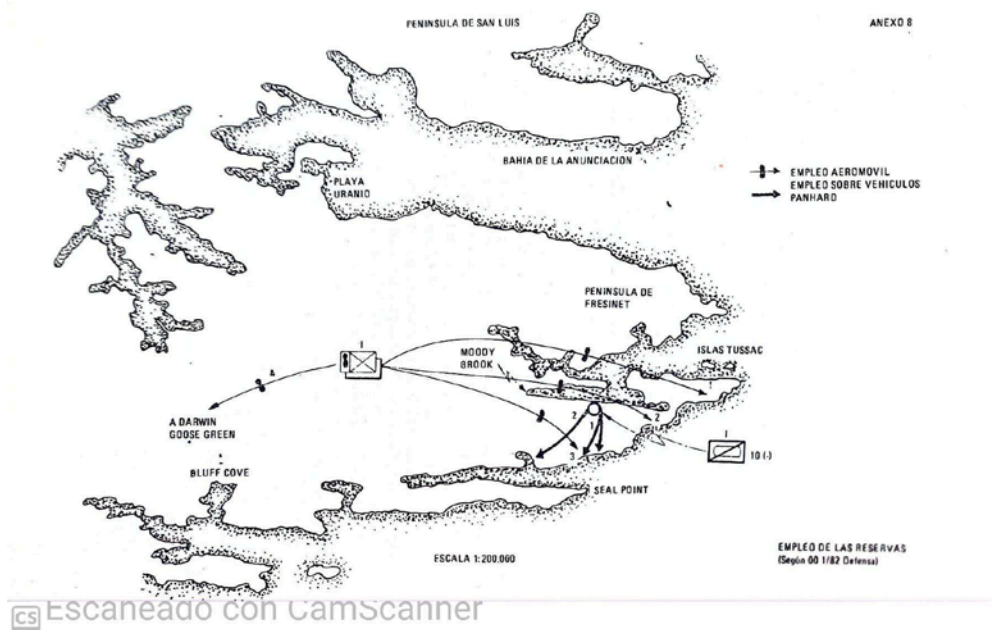 PENINSULA DE SAN LUIS
ANEXO 8
BAHIA DE LA ANUNCIACION
PLAYA
URANIO
EMPLEO AEROMOVIL
EMPLEO SOBRE VEHICULOS
PANHARD
PENINSULA DE
FRESINET
MOODY
BROOK
ISLAS TUSSAC
I
4
1
2
2
1
3
I
10 (-)
A DARWIN
GOOSE GREEN
BLUFF COVE
SEAL POINT
ESCALA 1:200.000
EMPLEO DE LAS RESERVAS
(Según OO 1/82 Defensa)
CS Escaneado con CamScanner